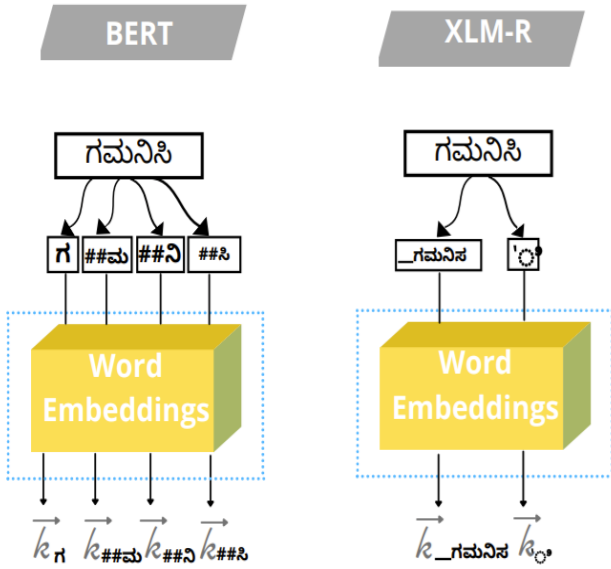 BERT
XLM-R
ಗಮನಿಸಿ
ಗಮನಿಸಿ
ಗ ##ಮ ##ನಿ ##ಸಿ
_ಗಮನಿಸ 'ಿ
Word Embeddings
Word Embeddings
k ಗ k ##ಮ k ##ನಿ k ##ಸಿ
k _ಗಮನಿಸ k ಿ